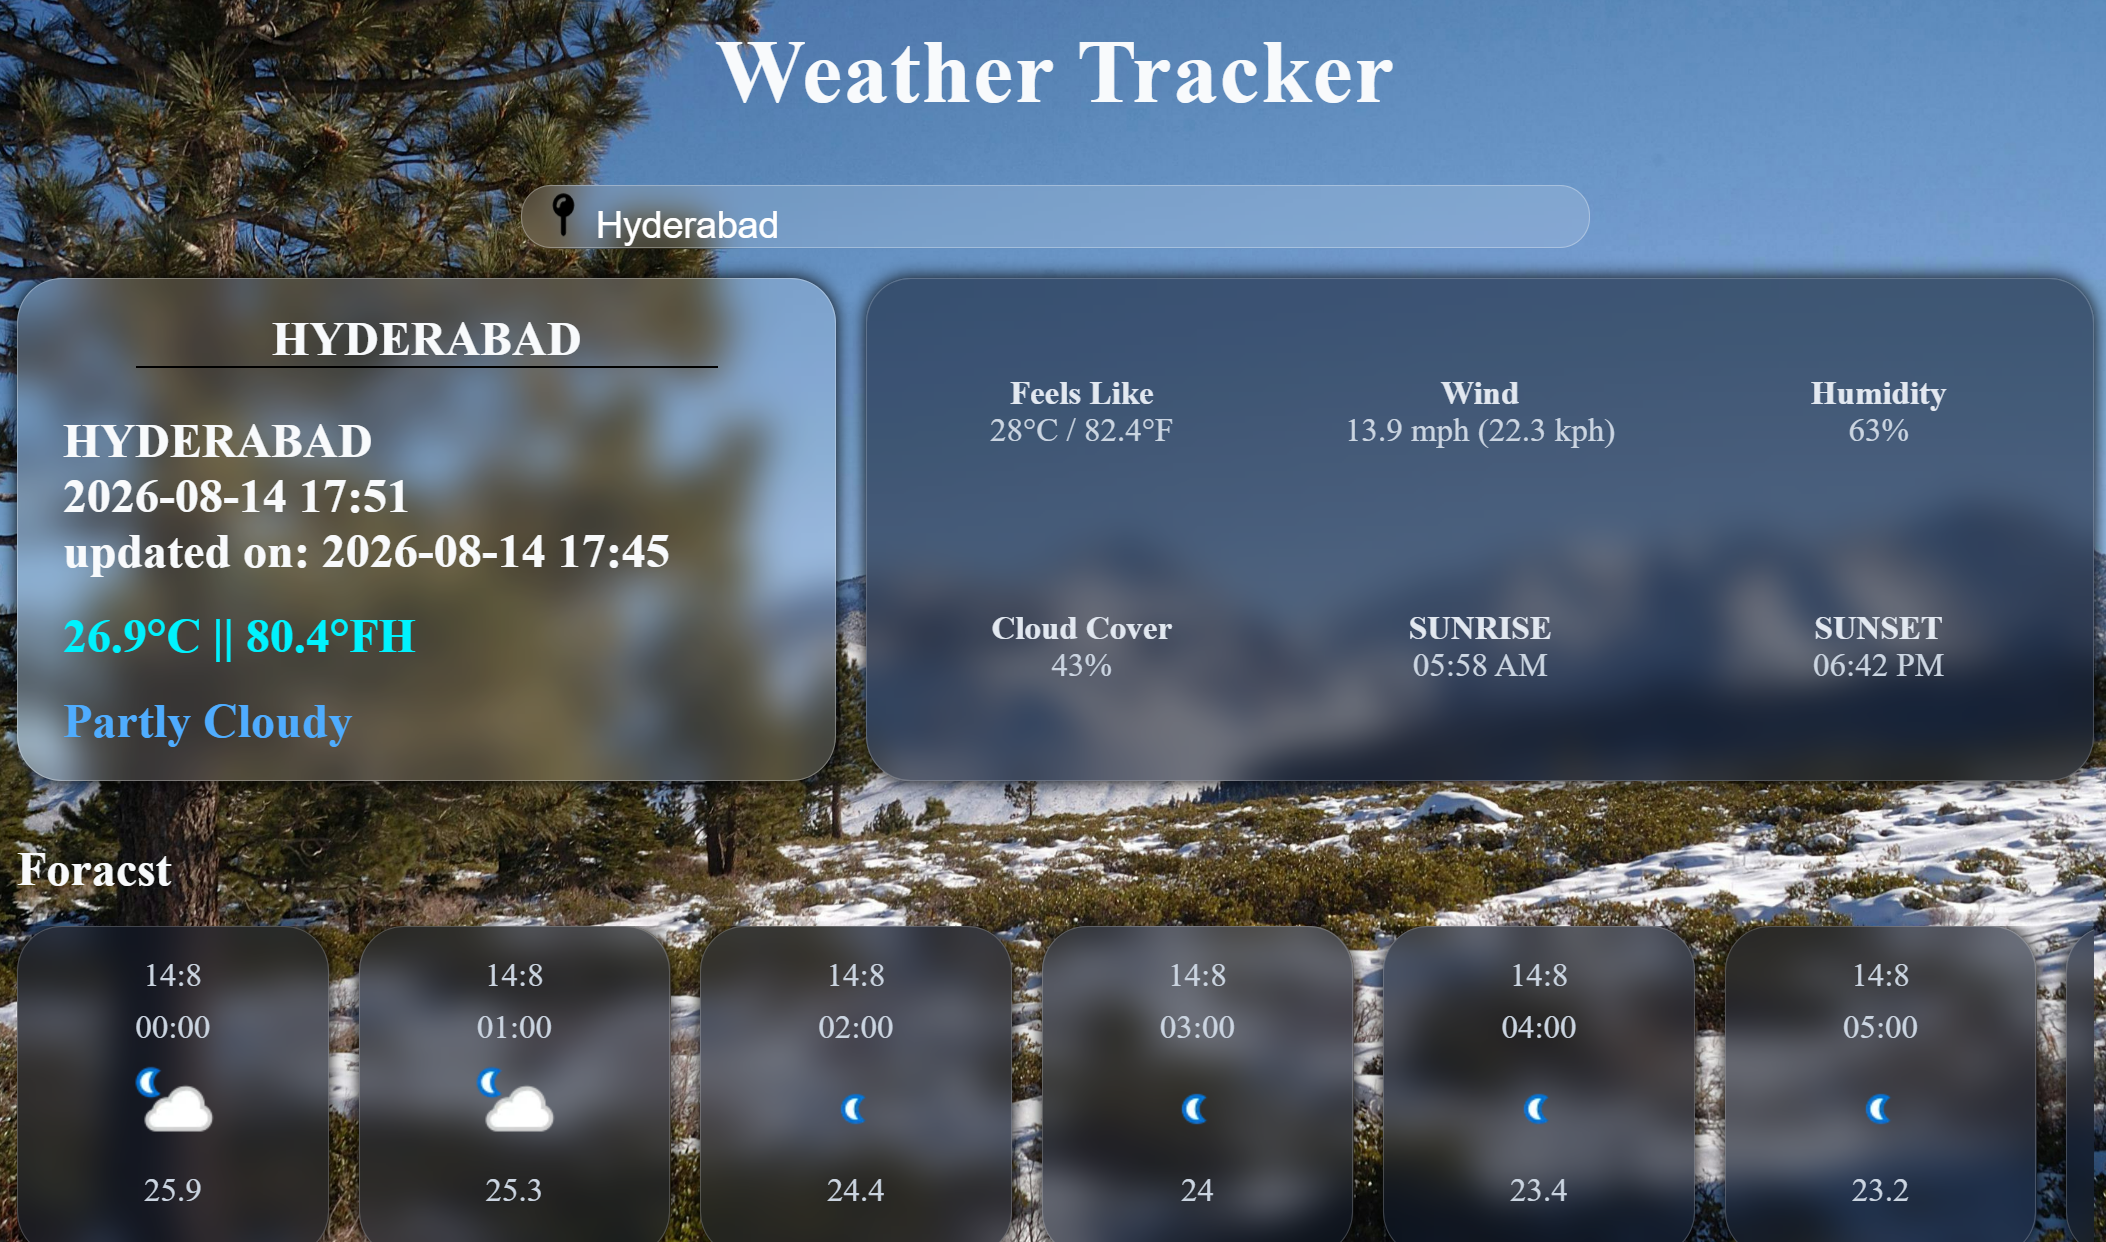 Weather Tracker
Hyderabad
HYDERABAD
HYDERABAD
2026-08-14 17:51
updated on: 2026-08-14 17:45
26.9°C || 80.4°FH
Partly Cloudy
Feels Like
28°C / 82.4°F
Wind
13.9 mph (22.3 kph)
Humidity
63%
Cloud Cover
43%
SUNRISE
05:58 AM
SUNSET
06:42 PM
Foracst
14:8
00:00
25.9
14:8
01:00
25.3
14:8
02:00
24.4
14:8
03:00
24
14:8
04:00
23.4
14:8
05:00
23.2